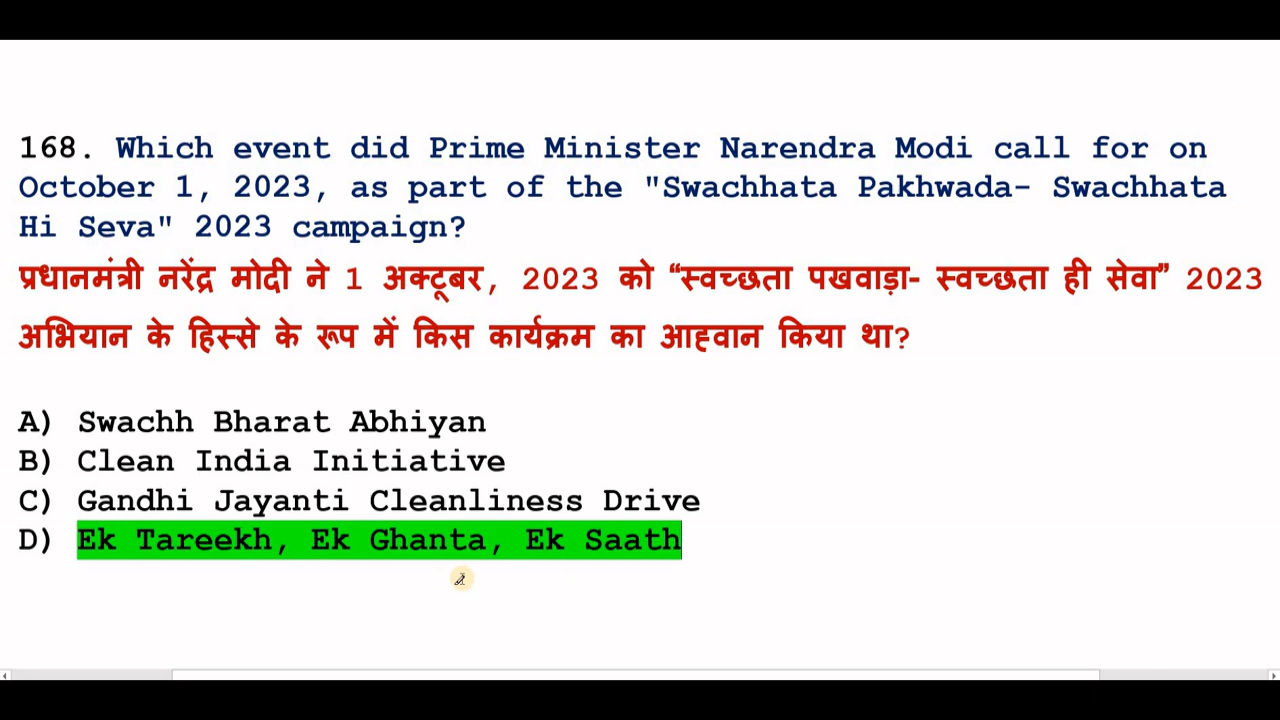 168. Which event did Prime Minister Narendra Modi call for on
October 1, 2023, as part of the "Swachhata Pakhwada- Swachhata
Hi Seva" 2023 campaign?
प्रधानमंत्री नरेंद्र मोदी ने 1 अक्टूबर, 2023 को “स्वच्छता पखवाड़ा- स्वच्छता ही सेवा” 2023
अभियान के हिस्से के रूप में किस कार्यक्रम का आह्वान किया था?
A) Swachh Bharat Abhiyan
B) Clean India Initiative
C) Gandhi Jayanti Cleanliness Drive
D) Ek Tareekh, Ek Ghanta, Ek Saath